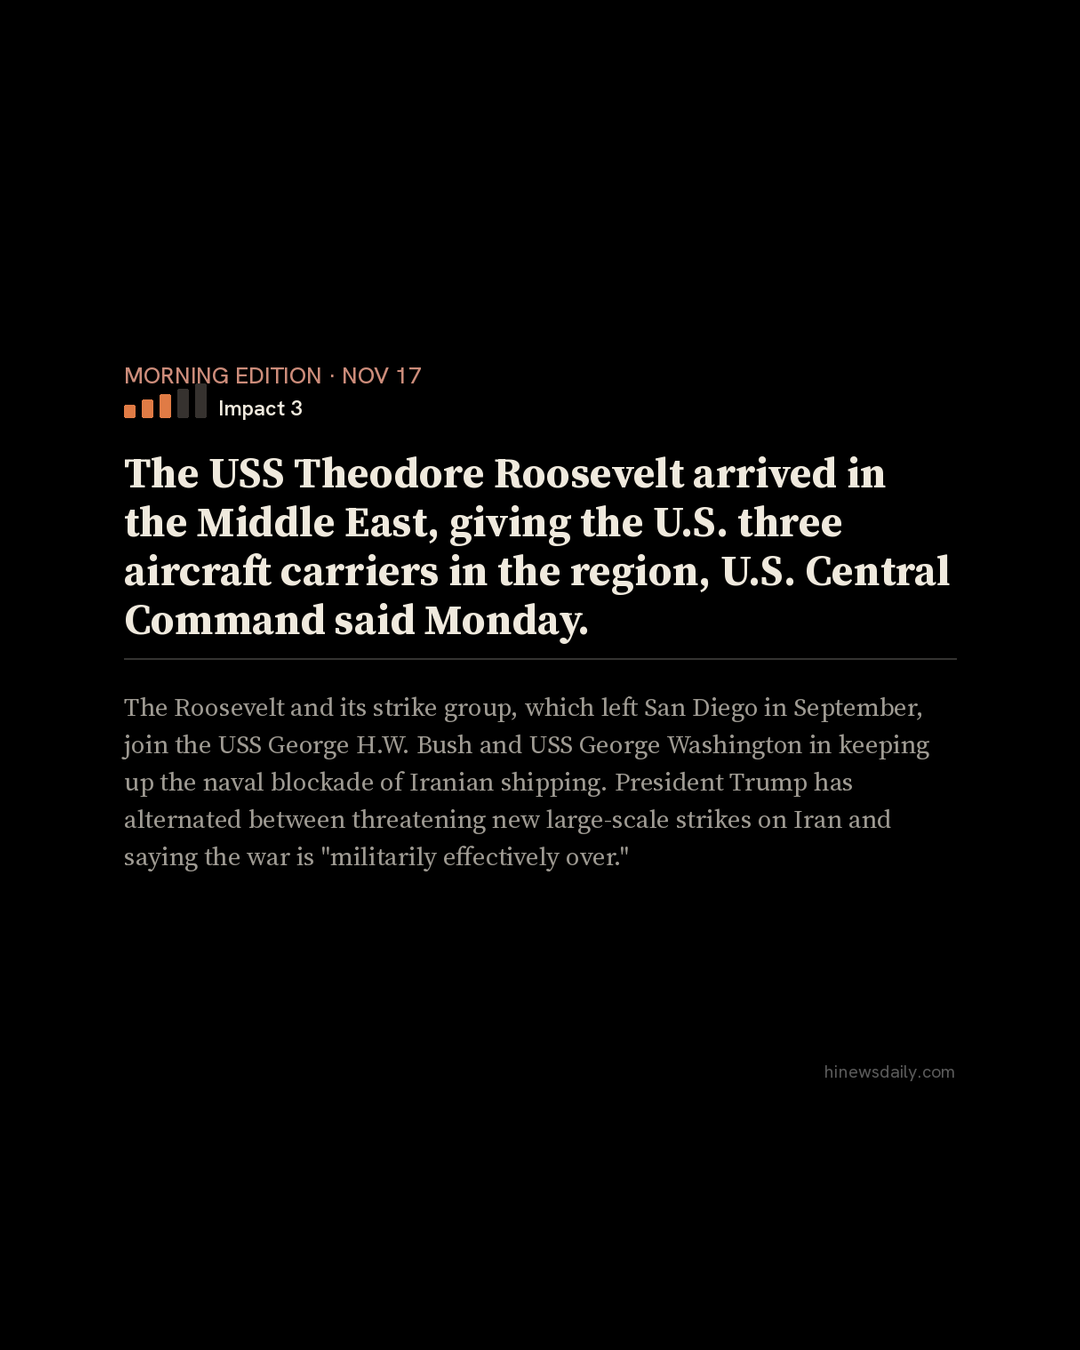 MORNING EDITION · NOV 17
Impact 3
The USS Theodore Roosevelt arrived in
the Middle East, giving the U.S. three
aircraft carriers in the region, U.S. Central
Command said Monday.
The Roosevelt and its strike group, which left San Diego in September,
join the USS George H.W. Bush and USS George Washington in keeping
up the naval blockade of Iranian shipping. President Trump has
alternated between threatening new large-scale strikes on Iran and
saying the war is "militarily effectively over."
hinewsdaily.com